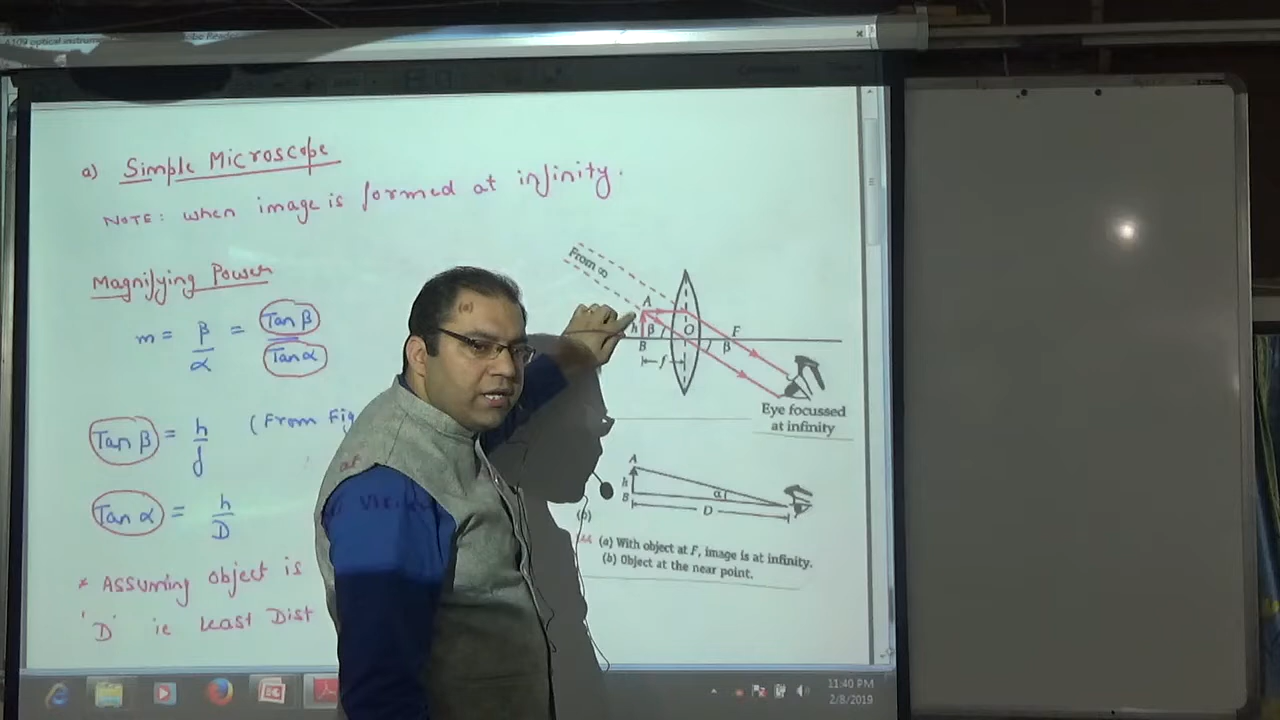 a) Simple Microscope
NOTE: when image is formed at infinity.
Magnifying Power
m = β/α = Tan β/Tan α
Tan β = h/f (From Fig
Tan α = h/D
* Assuming object is
'D' ie Least Dist
(a)
at
From ∞
A
h
β
O
F
β
B
f
Eye focussed
at infinity
A
h
B
α
D
(b)
(a) With object at F, image is at infinity.
(b) Object at the near point.
11:40 PM
2/8/2019